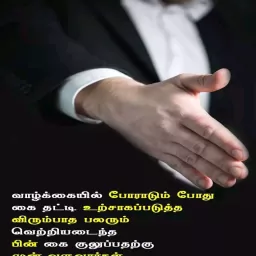 வாழ்க்கையில் போராடும் போது
கை தட்டி உற்சாகப்படுத்த
விரும்பாத பலரும்
வெற்றியடைந்த
பின் கை குலுப்பதற்கு